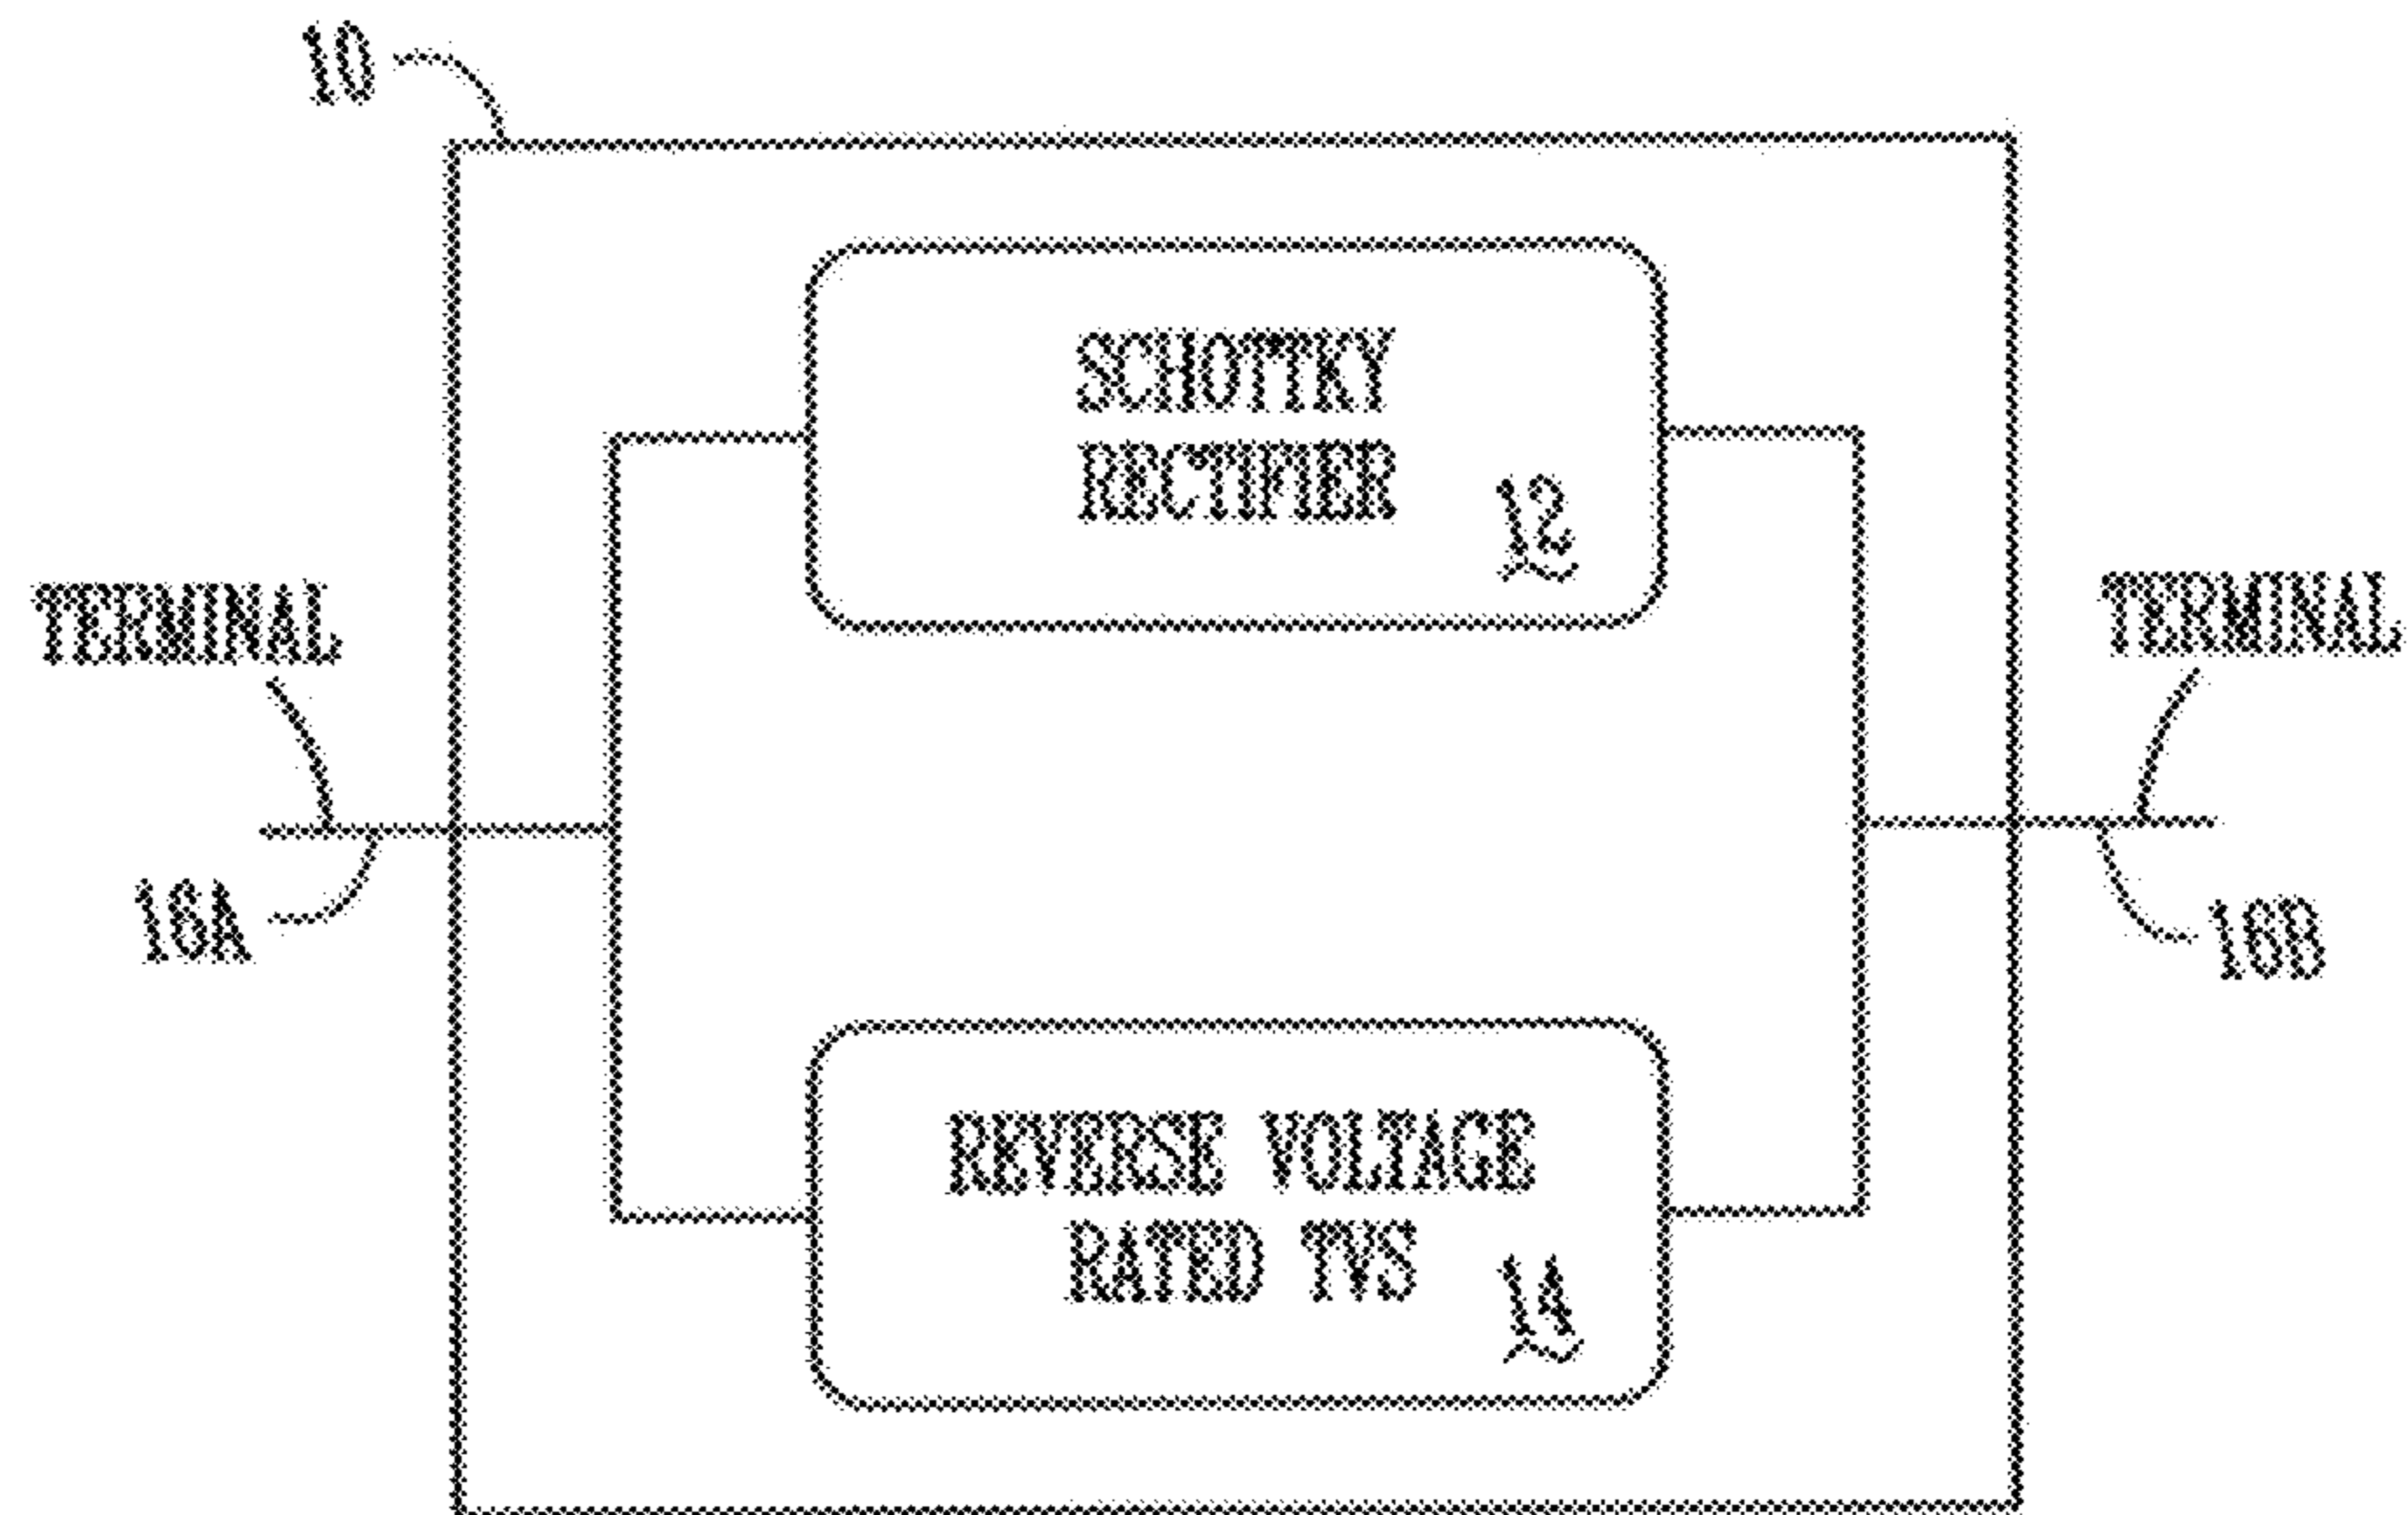 10
SCHOTTKY
RECTIFIER
12
TERMINAL
TERMINAL
16A
16B
REVERSE VOLTAGE
RATED TVS
14